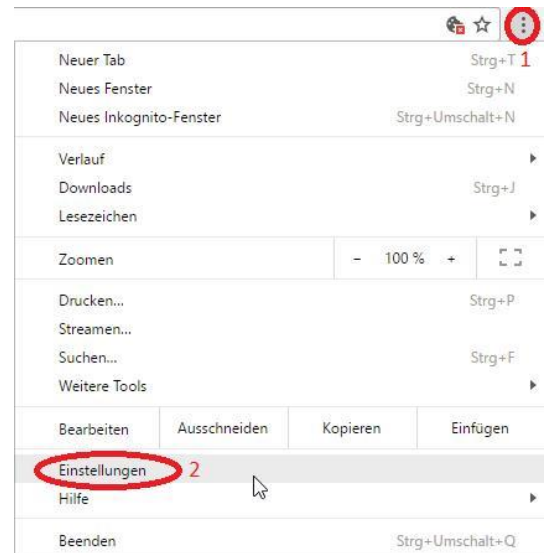 1
Neuer Tab Strg+T
Neues Fenster Strg+N
Neues Inkognito-Fenster Strg+Umschalt+N
Verlauf
Downloads Strg+J
Lesezeichen
Zoomen - 100 % +
Drucken... Strg+P
Streamen...
Suchen... Strg+F
Weitere Tools
Bearbeiten Ausschneiden Kopieren Einfügen
Einstellungen 2
Hilfe
Beenden Strg+Umschalt+Q